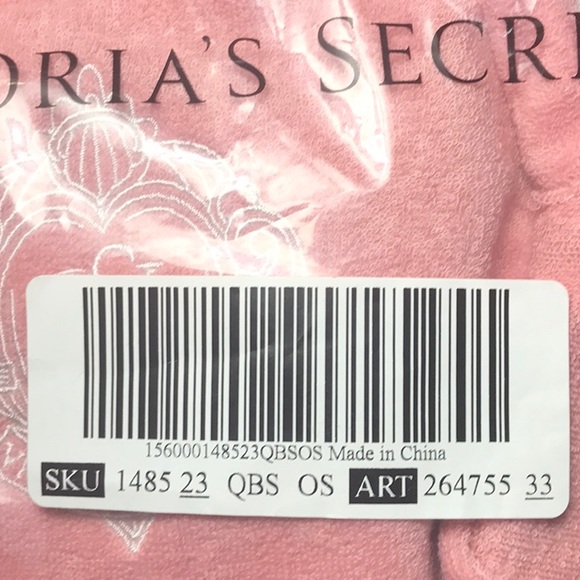 ORIA'S SECR
156000148523QBSOS Made in China
SKU 1485 23 QBS OS ART 264755 33